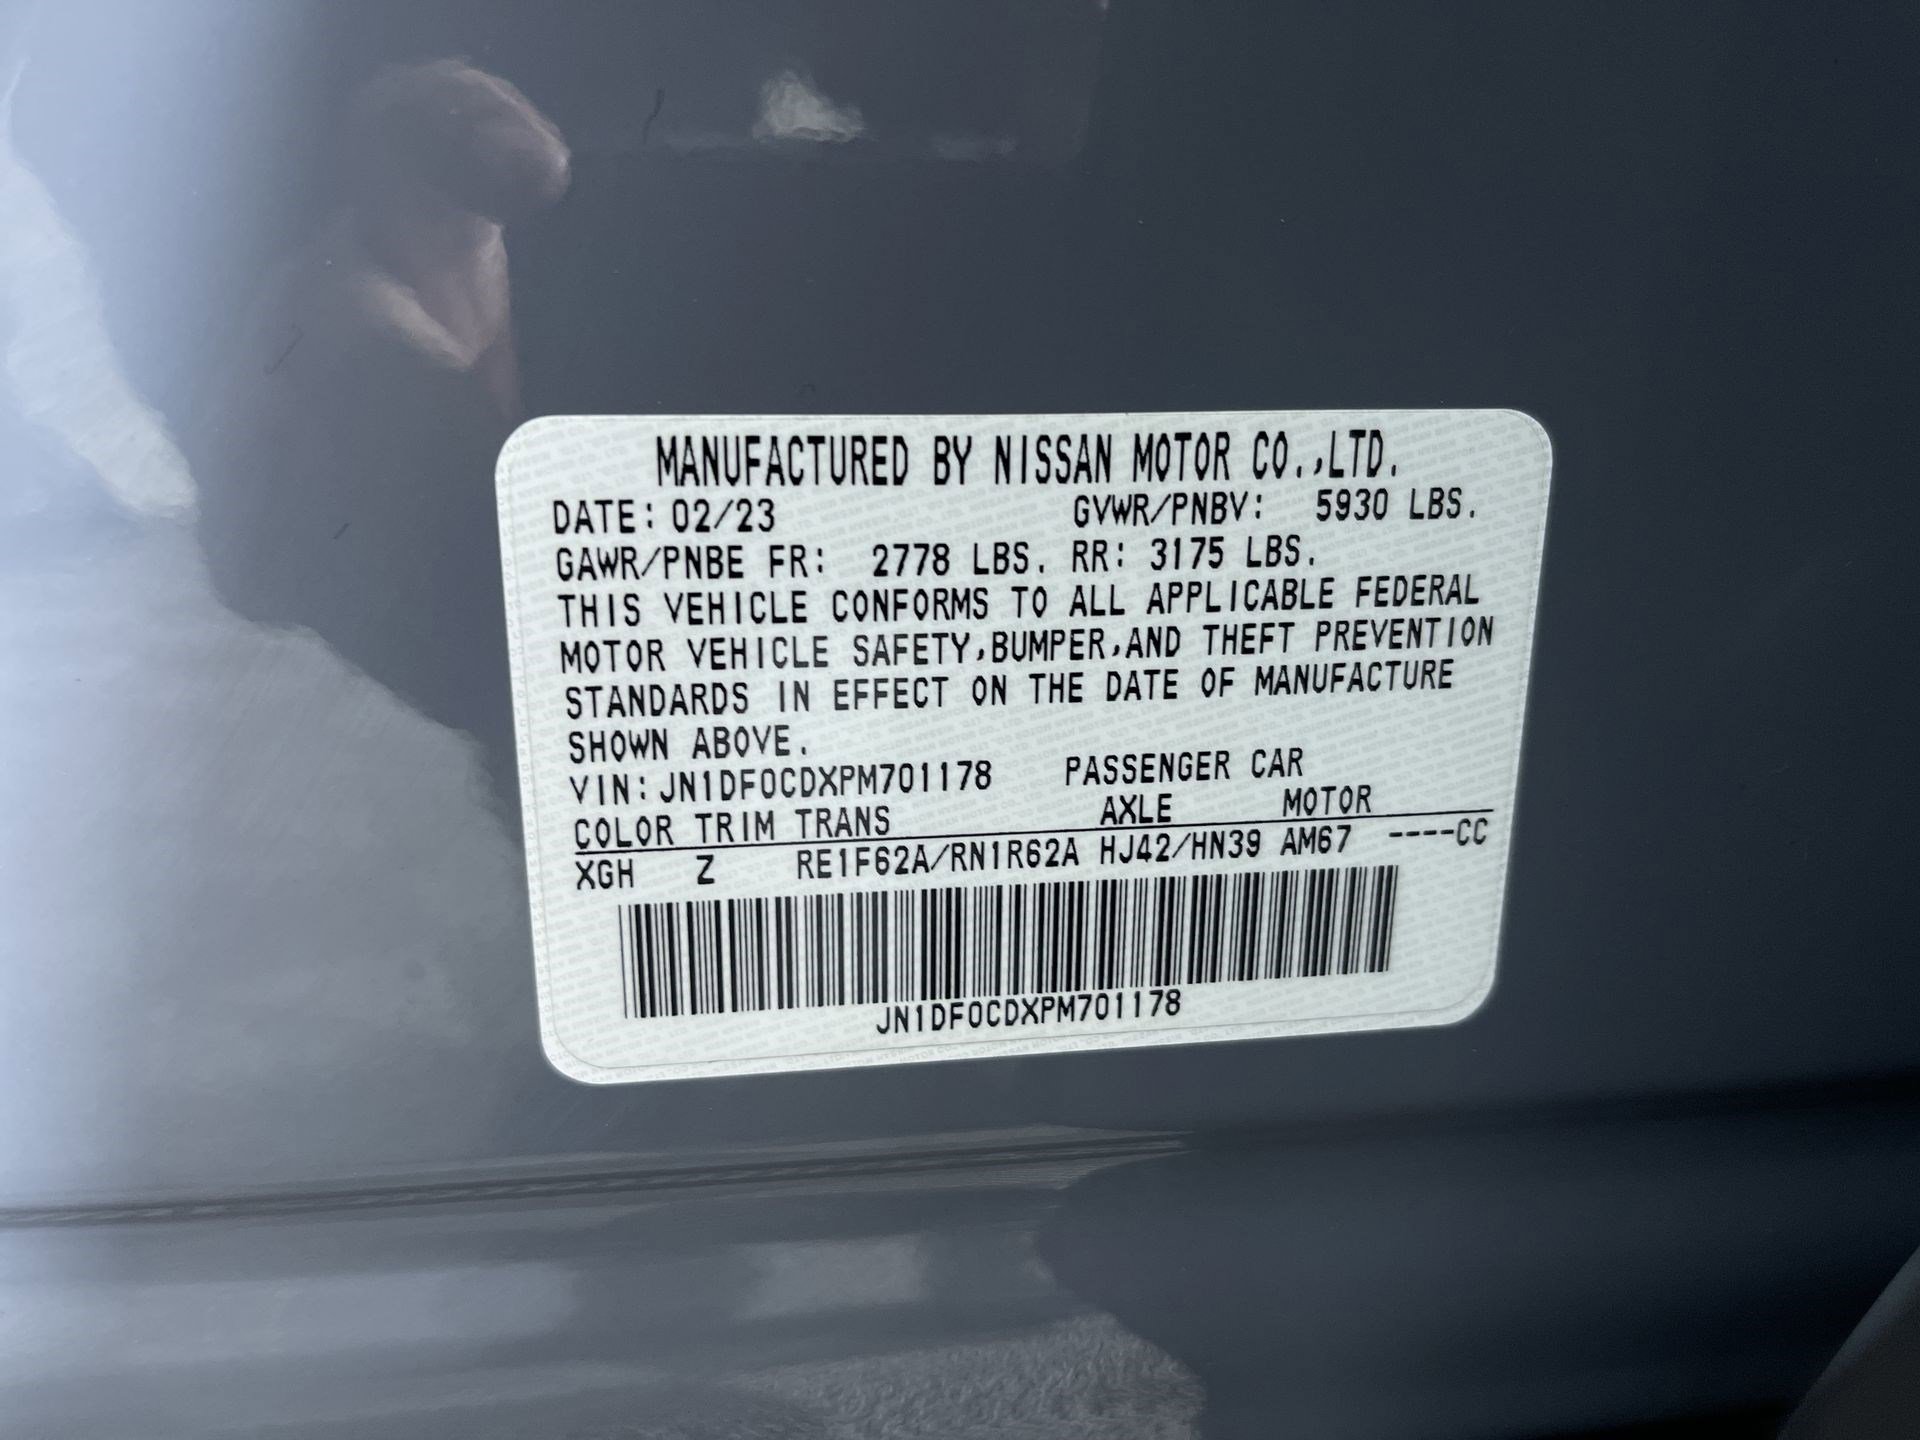 MANUFACTURED BY NISSAN MOTOR CO.,LTD.
DATE: 02/23 GVWR/PNBV: 5930 LBS.
GAWR/PNBE FR: 2778 LBS. RR: 3175 LBS.
THIS VEHICLE CONFORMS TO ALL APPLICABLE FEDERAL
MOTOR VEHICLE SAFETY,BUMPER,AND THEFT PREVENTION
STANDARDS IN EFFECT ON THE DATE OF MANUFACTURE
SHOWN ABOVE.
VIN:JN1DF0CDXPM701178 PASSENGER CAR
COLOR TRIM TRANS AXLE MOTOR
XGH Z RE1F62A/RN1R62A HJ42/HN39 AM67 ----CC
JN1DF0CDXPM701178